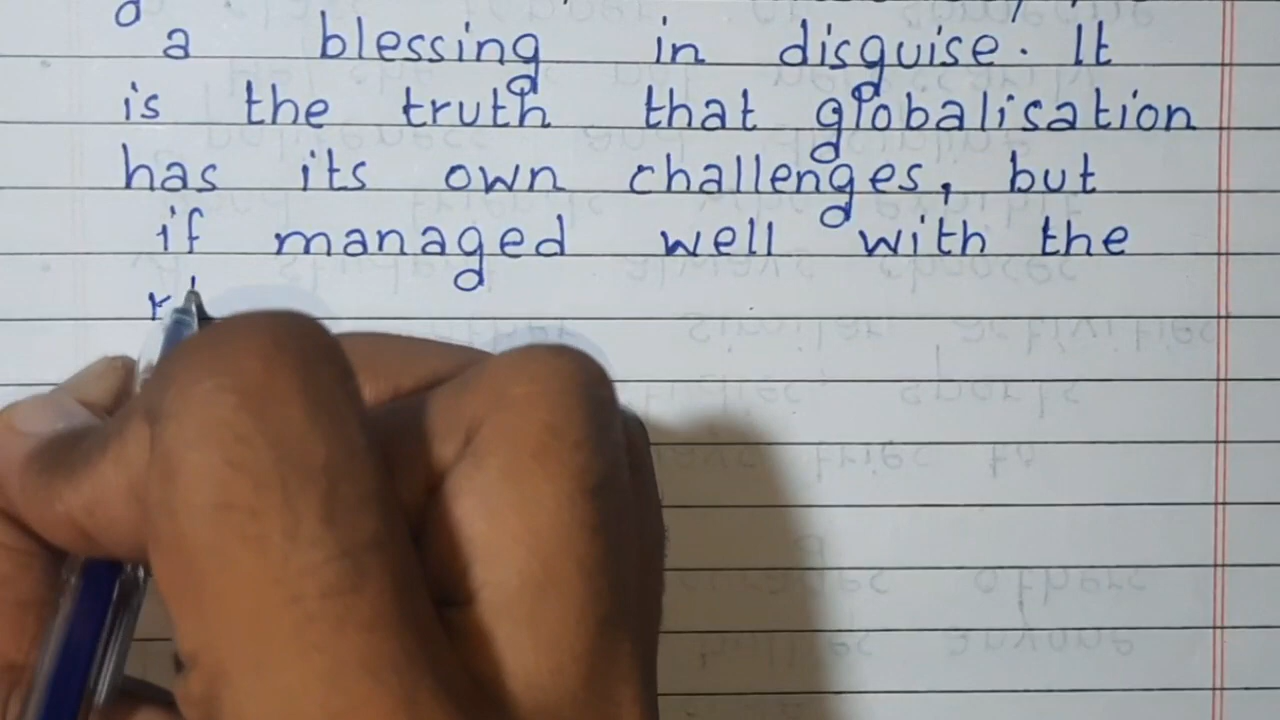 a blessing in disguise. It
is the truth that globalisation
has its own challenges, but
if managed well with the
ri